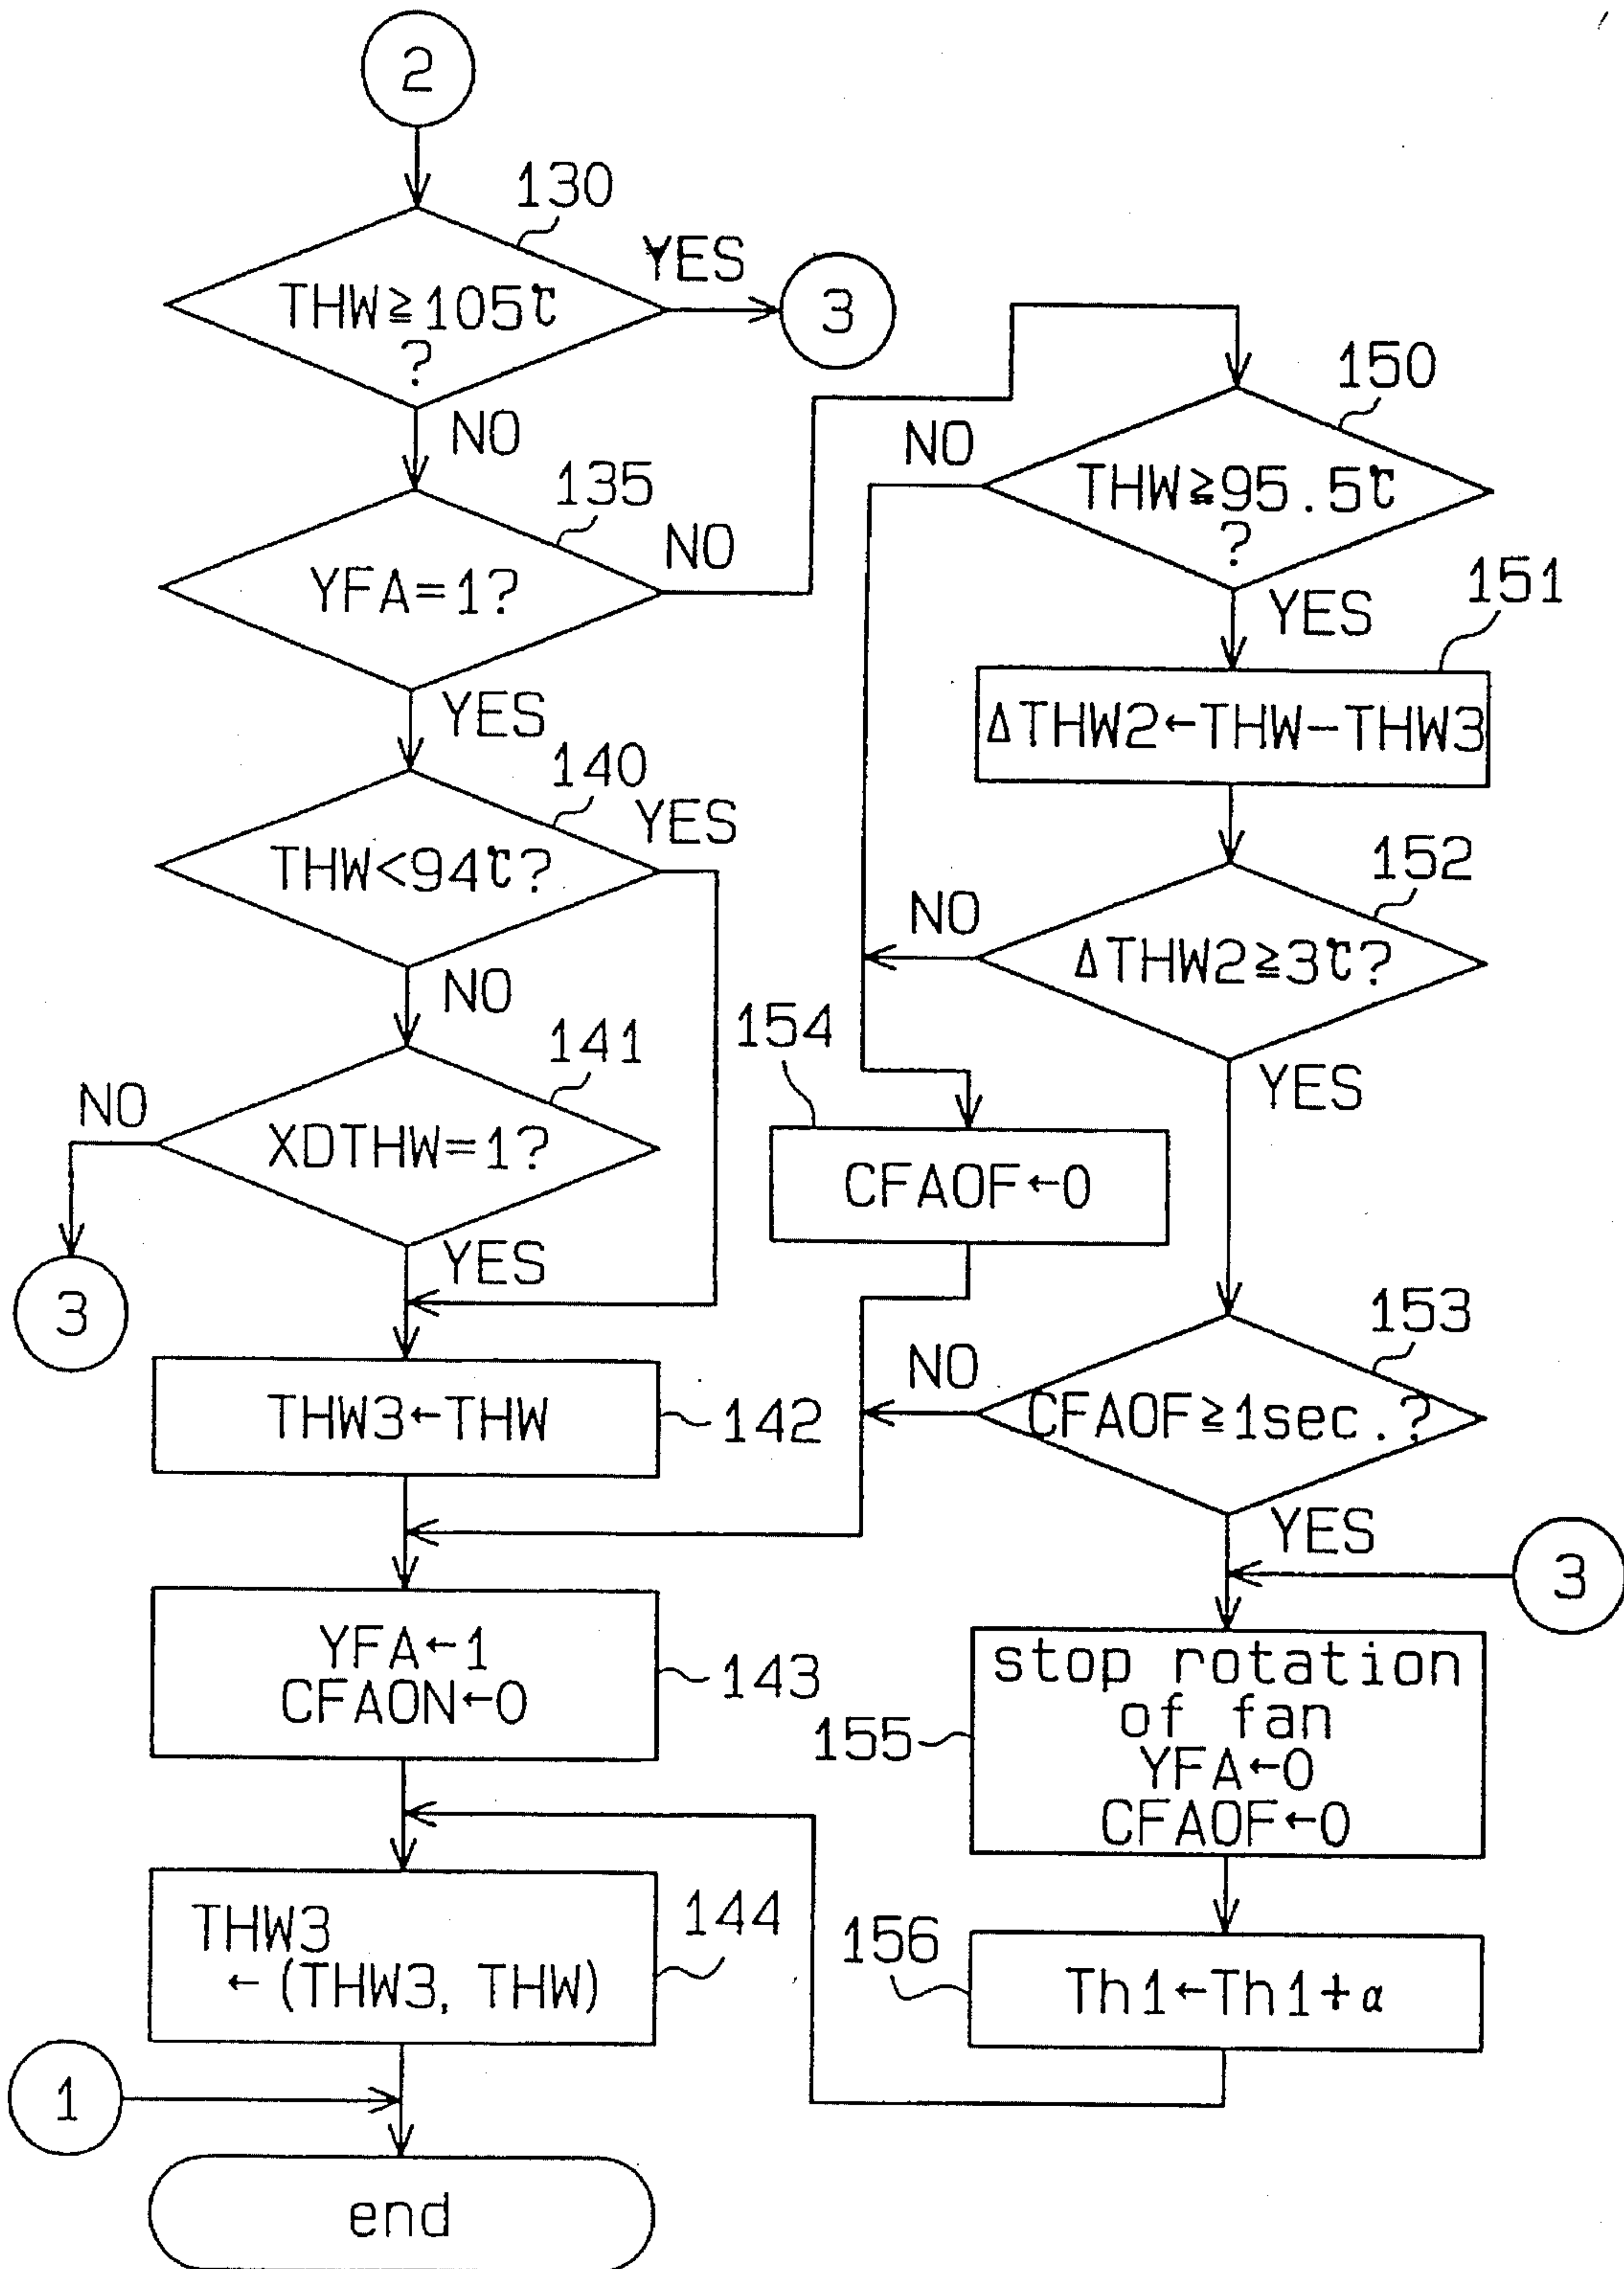 2
130
YES
THW≧105℃
?
3
NO
135
NO
YFA=1?
YES
140
YES
THW<94℃?
NO
141
NO
XDTHW=1?
3
YES
THW3←THW
142
YFA←1
CFAON←0
143
THW3
←(THW3, THW)
144
1
end
150
NO
THW≧95.5℃
?
YES
151
ΔTHW2←THW-THW3
152
NO
ΔTHW2≧3℃?
YES
154
CFAOF←0
153
NO
CFAOF≧1sec.?
YES
3
stop rotation
of fan
YFA←0
CFAOF←0
155
156
Th1←Th1+α